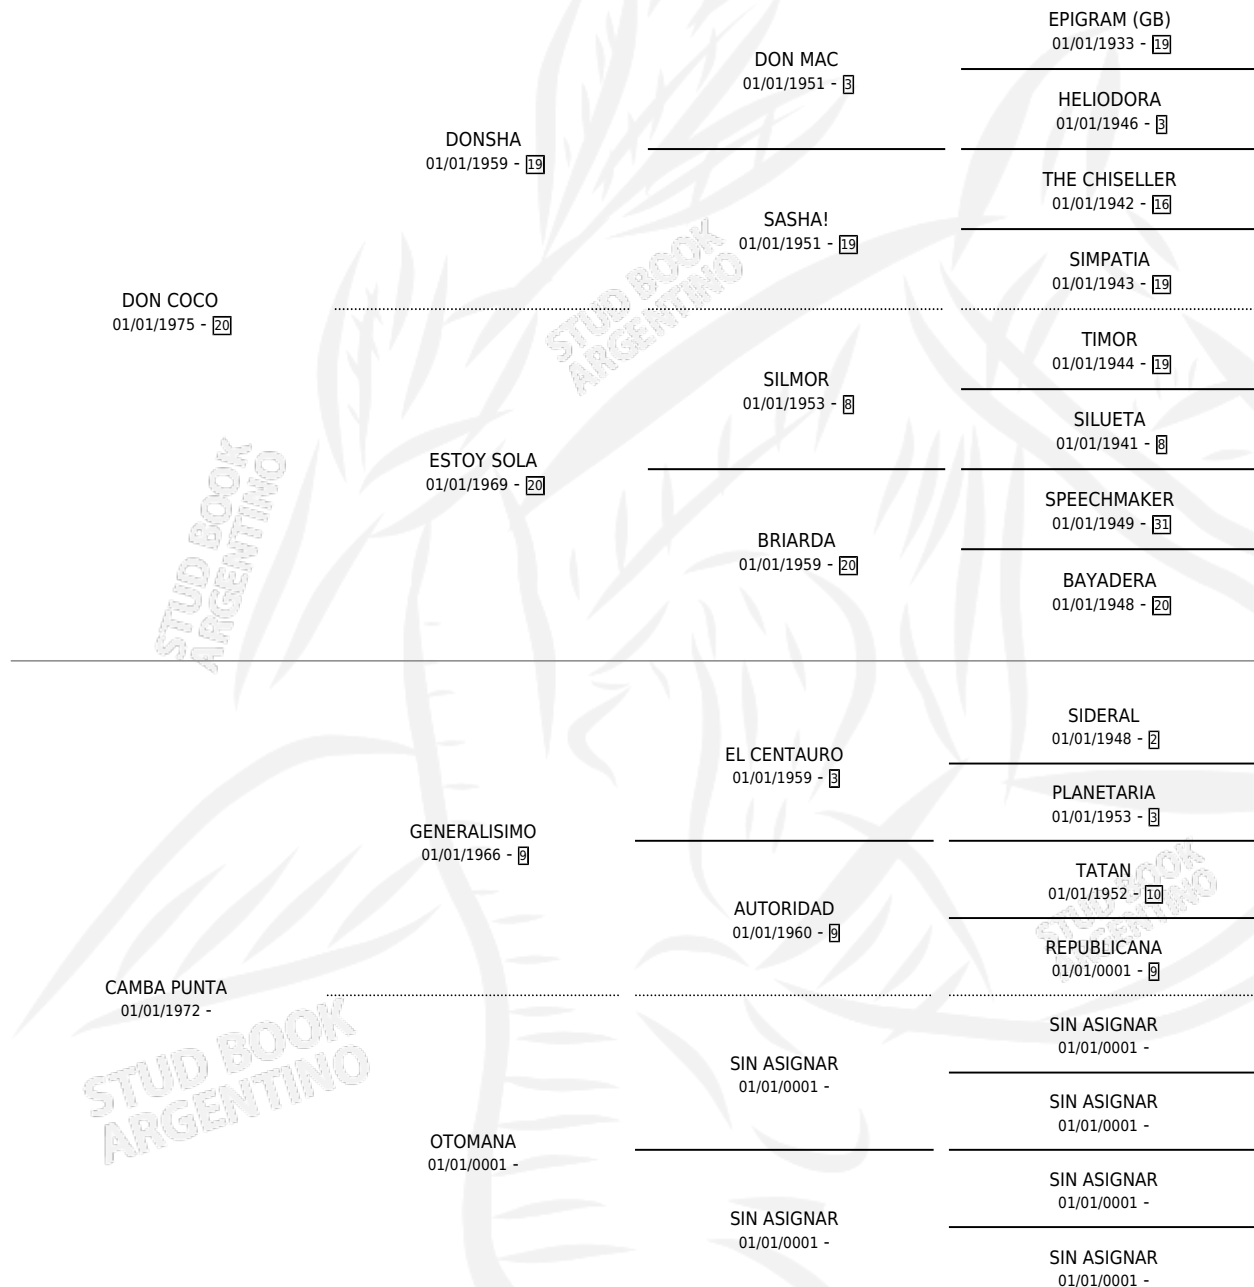 EPIGRAM (GB)
01/01/1933 - 19
DON MAC
01/01/1951 - 3
HELIODORA
01/01/1946 - 3
DONSHA
01/01/1959 - 19
THE CHISELLER
01/01/1942 - 16
SASHA!
01/01/1951 - 19
SIMPATIA
01/01/1943 - 19
DON COCO
01/01/1975 - 20
TIMOR
01/01/1944 - 19
SILMOR
01/01/1953 - 8
SILUETA
01/01/1941 - 8
ESTOY SOLA
01/01/1969 - 20
SPEECHMAKER
01/01/1949 - 31
BRIARDA
01/01/1959 - 20
BAYADERA
01/01/1948 - 20
SIDERAL
01/01/1948 - 2
EL CENTAURO
01/01/1959 - 3
PLANETARIA
01/01/1953 - 3
GENERALISIMO
01/01/1966 - 9
TATAN
01/01/1952 - 10
AUTORIDAD
01/01/1960 - 9
REPUBLICANA
01/01/0001 - 9
CAMBA PUNTA
01/01/1972 -
SIN ASIGNAR
01/01/0001 -
SIN ASIGNAR
01/01/0001 -
SIN ASIGNAR
01/01/0001 -
OTOMANA
01/01/0001 -
SIN ASIGNAR
01/01/0001 -
SIN ASIGNAR
01/01/0001 -
SIN ASIGNAR
01/01/0001 -
STUD BOOK
ARGENTINO
STUD BOOK
ARGENTINO
STUD BOOK
ARGENTINO
STUD BOOK
ARGENTINO